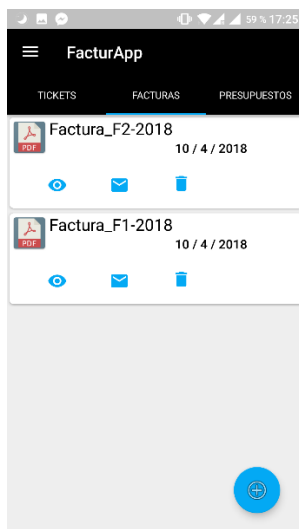 59 % 17:25
FacturApp
TICKETS FACTURAS PRESUPUESTOS
PDF Factura_F2-2018
10 / 4 / 2018
PDF Factura_F1-2018
10 / 4 / 2018